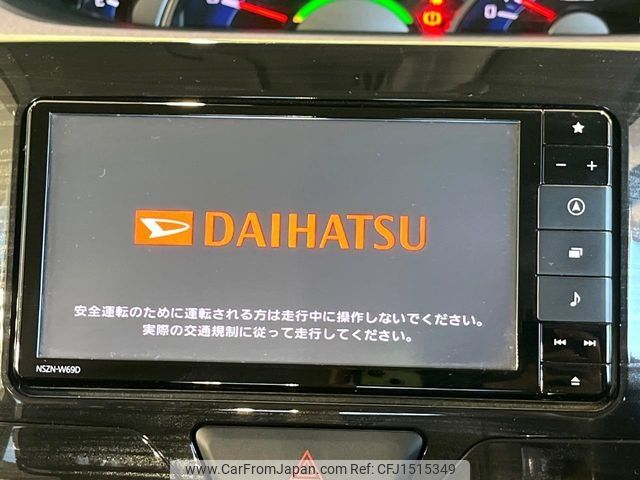 DAIHATSU
安全運転のために運転される方は走行中に操作しないでください。
実際の交通規制に従って走行してください。
NSZN-W69D
www.CarFromJapan.com | Ref. CFJ1515349